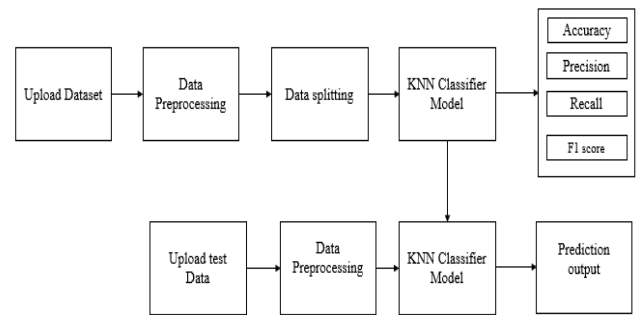 Upload Dataset
Data
Preprocessing
Data splitting
KNN Classifier
Model
Accuracy
Precision
Recall
F1 score
Upload test
Data
Data
Preprocessing
KNN Classifier
Model
Prediction
output